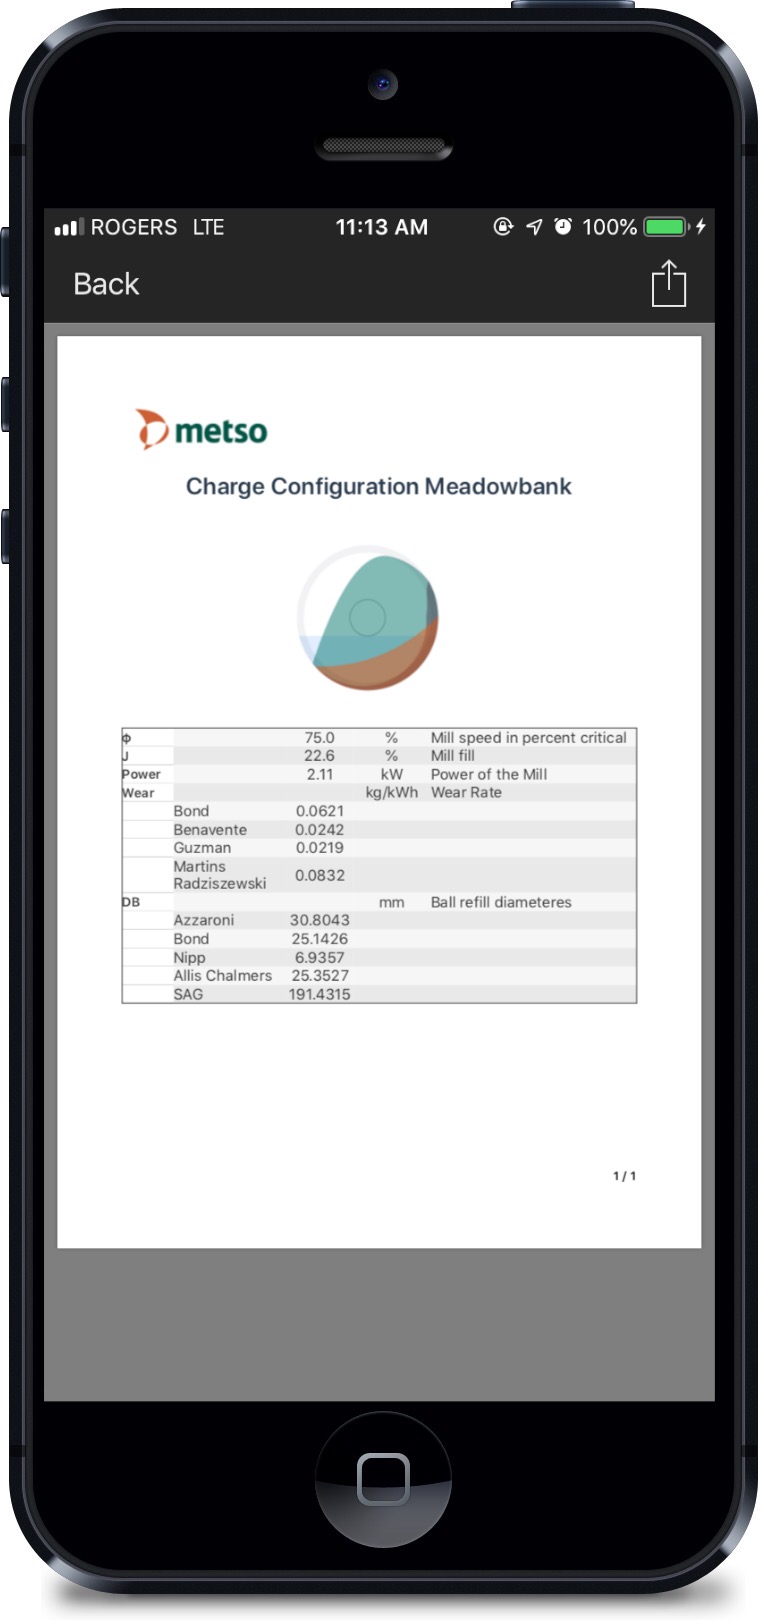 ROGERS LTE 11:13 AM 100%
Back
metso
Charge Configuration Meadowbank
Φ 75.0 % Mill speed in percent critical
J 22.6 % Mill fill
Power 2.11 kW Power of the Mill
Wear kg/kWh Wear Rate
Bond 0.0621
Benavente 0.0242
Guzman 0.0219
Martins
Radziszewski 0.0832
DB mm Ball refill diameteres
Azzaroni 30.8043
Bond 25.1426
Nipp 6.9357
Allis Chalmers 25.3527
SAG 191.4315
1 / 1